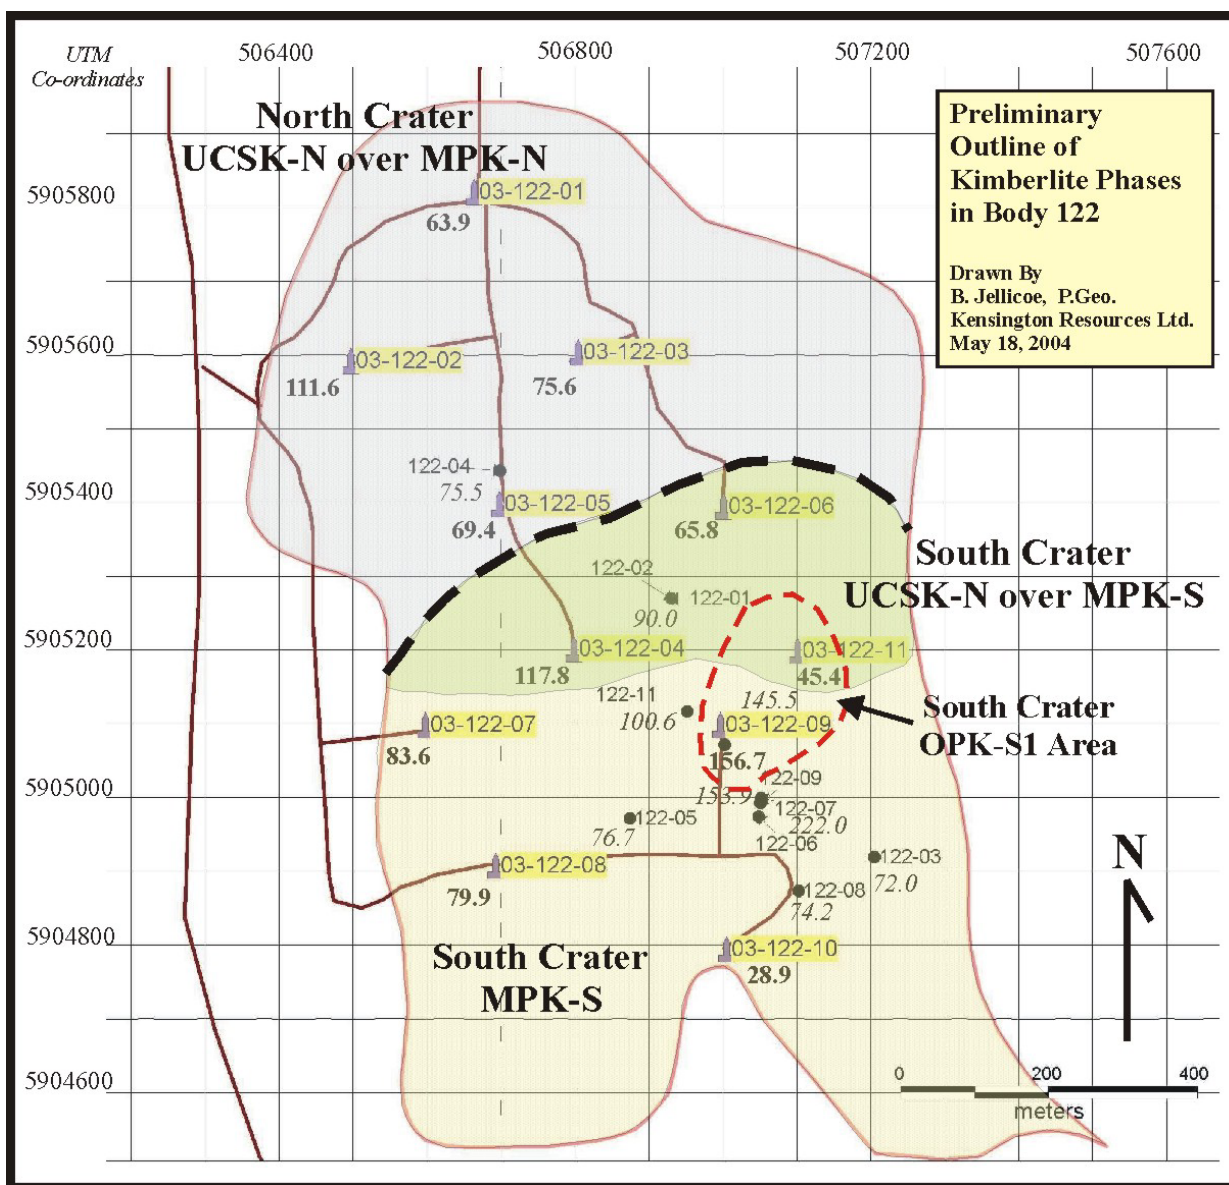 UTM
Co-ordinates
506400
506800
507200
507600
North Crater
UCSK-N over MPK-N
Preliminary
Outline of
Kimberlite Phases
in Body 122
Drawn By
B. Jellicoe, P.Geo.
Kensington Resources Ltd.
May 18, 2004
5905800
03-122-01
63.9
5905600
03-122-02
111.6
03-122-03
75.6
122-04
75.5
5905400
03-122-05
69.4
03-122-06
65.8
South Crater
UCSK-N over MPK-S
122-02
122-01
90.0
5905200
03-122-04
117.8
03-122-11
45.4
122-11
100.6
145.5
South Crater
OPK-S1 Area
03-122-07
83.6
03-122-09
156.7
5905000
22-09
153.9
122-07
222.0
122-06
122-05
76.7
122-03
72.0
03-122-08
79.9
122-08
74.2
N
5904800
03-122-10
28.9
South Crater
MPK-S
5904600
0 200 400
meters